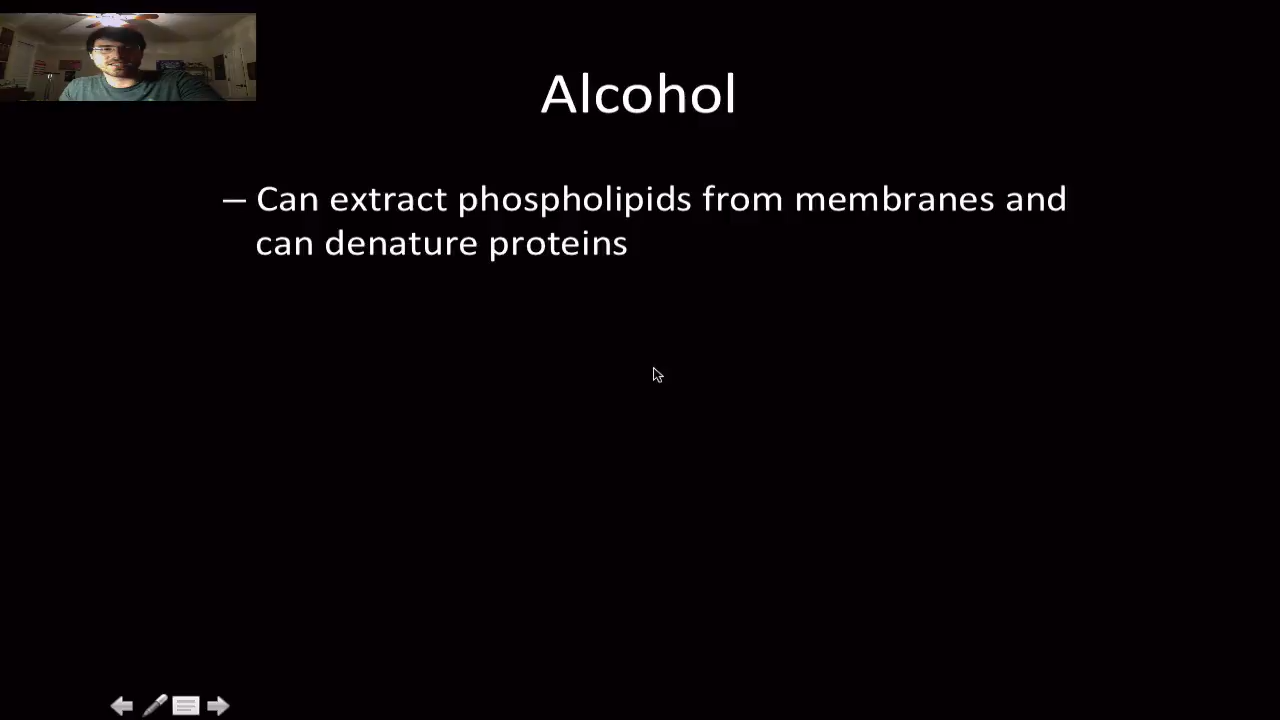 Alcohol
– Can extract phospholipids from membranes and
can denature proteins